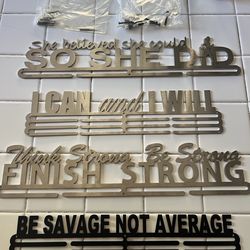 She believed she could
SO SHE DID
I CAN and I WILL
Think Strong Be Strong
FINISH STRONG
BE SAVAGE NOT AVERAGE